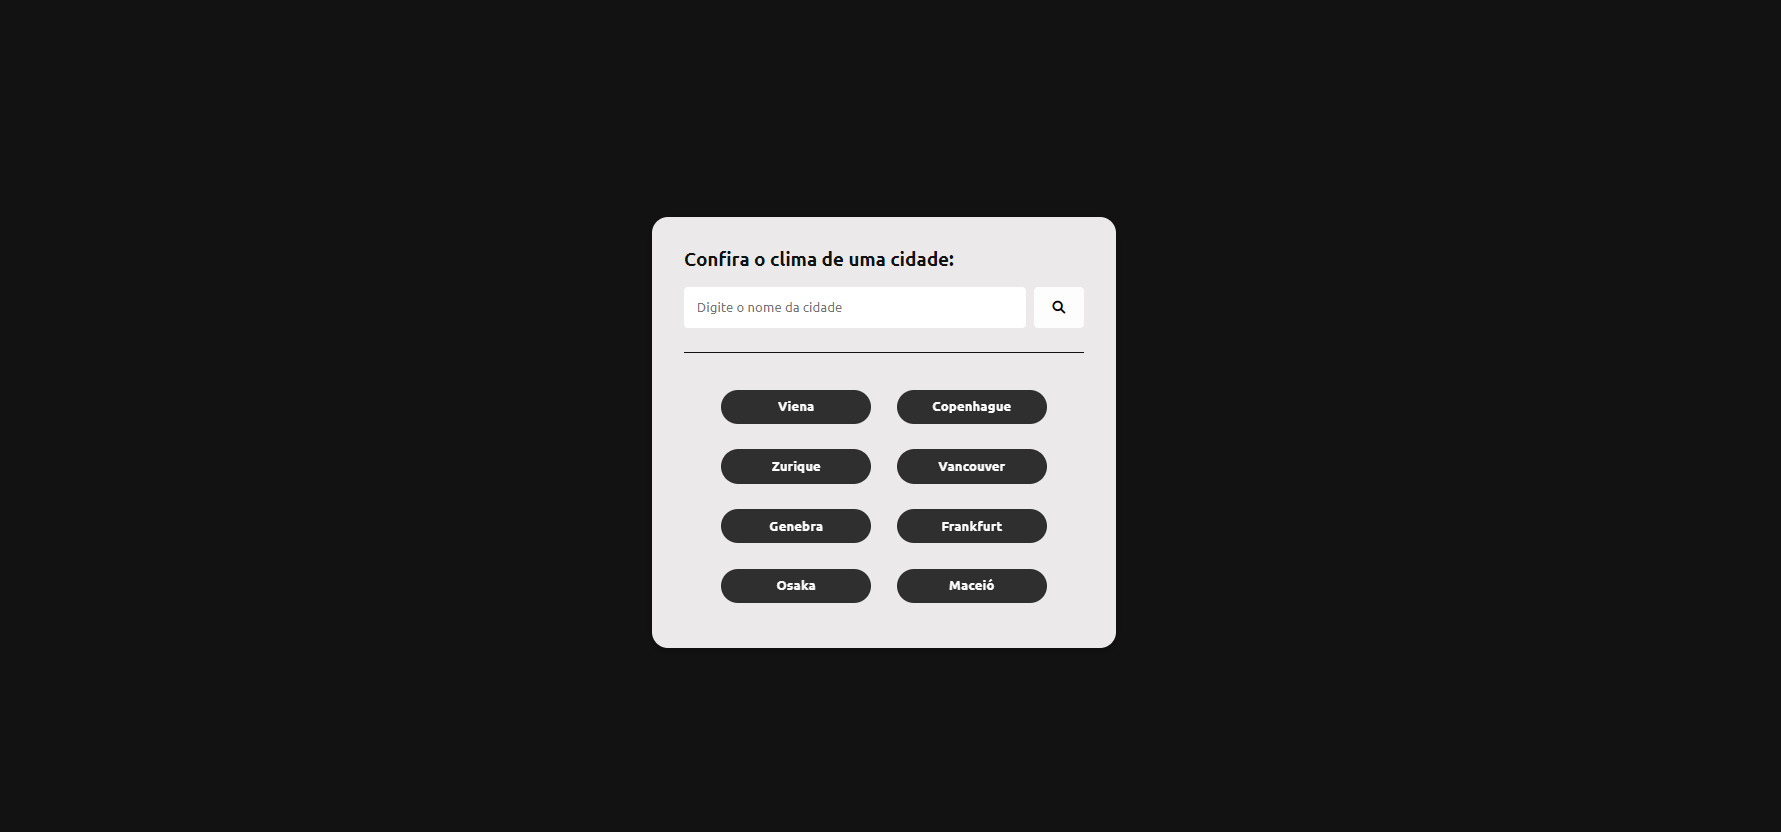 Confira o clima de uma cidade:
Digite o nome da cidade
Viena
Copenhague
Zurique
Vancouver
Genebra
Frankfurt
Osaka
Maceió